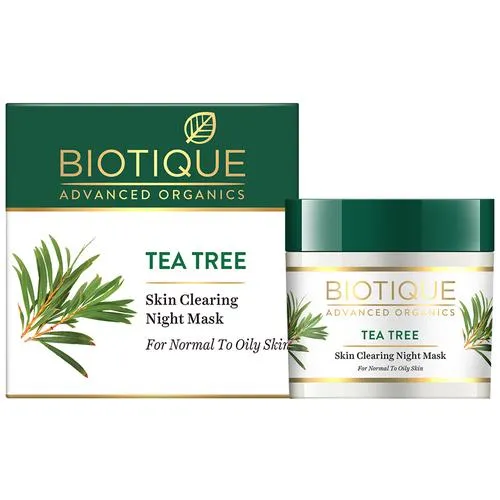 BIOTIQUE
ADVANCED ORGANICS
TEA TREE
Skin Clearing
Night Mask
For Normal To Oily Skin
BIOTIQUE
ADVANCED ORGANICS
TEA TREE
Skin Clearing Night Mask
For Normal To Oily Skin